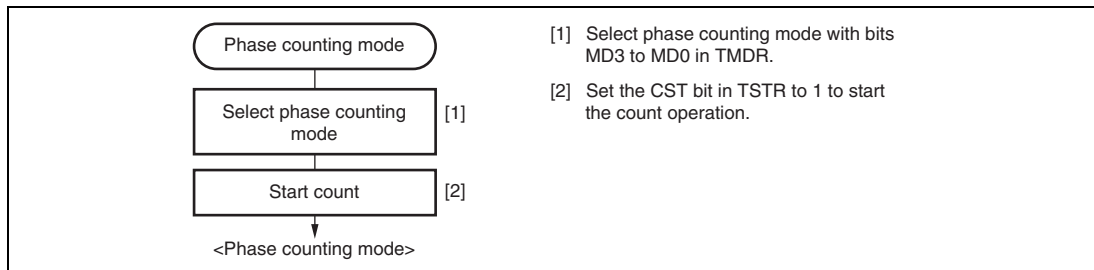 Phase counting mode
Select phase counting
mode
[1]
Start count
[2]
<Phase counting mode>
[1] Select phase counting mode with bits
MD3 to MD0 in TMDR.
[2] Set the CST bit in TSTR to 1 to start
the count operation.